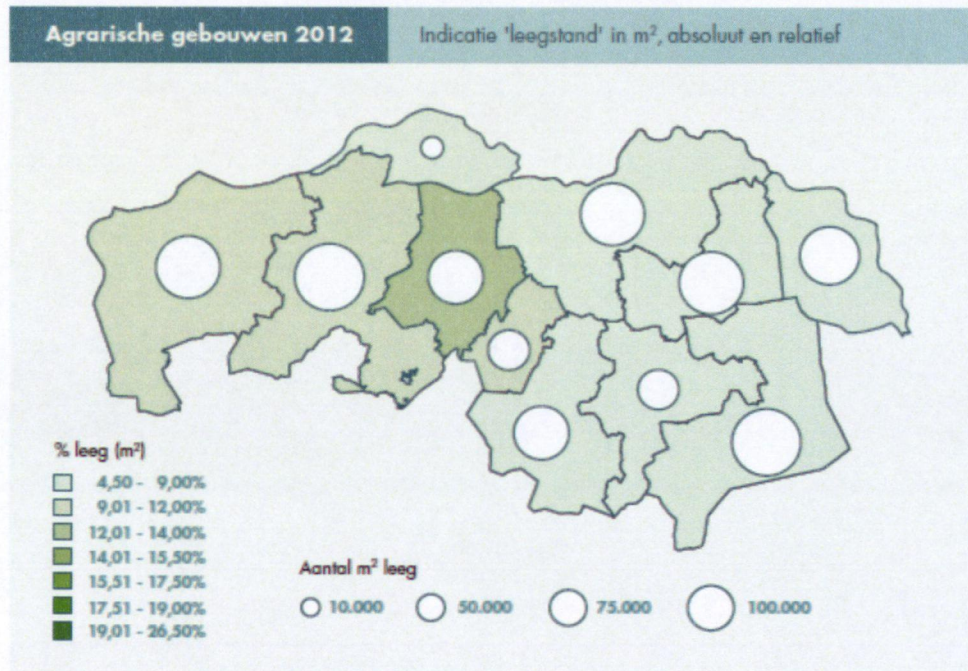 Agrarische gebouwen 2012
Indicatie 'leegstand' in m², absoluut en relatief
% leeg (m²)
4,50 - 9,00%
9,01 - 12,00%
12,01 - 14,00%
14,01 - 15,50%
15,51 - 17,50%
17,51 - 19,00%
19,01 - 26,50%
Aantal m² leeg
10.000 50.000 75.000 100.000